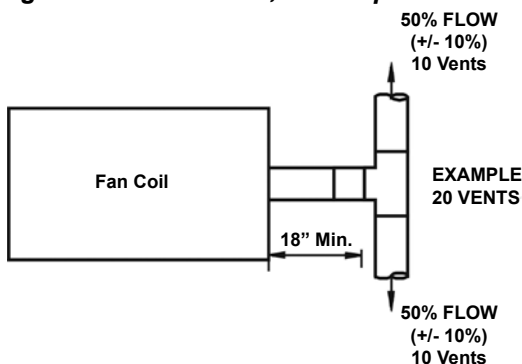 50% FLOW
(+/- 10%)
10 Vents
Fan Coil
EXAMPLE
20 VENTS
18” Min.
50% FLOW
(+/- 10%)
10 Vents